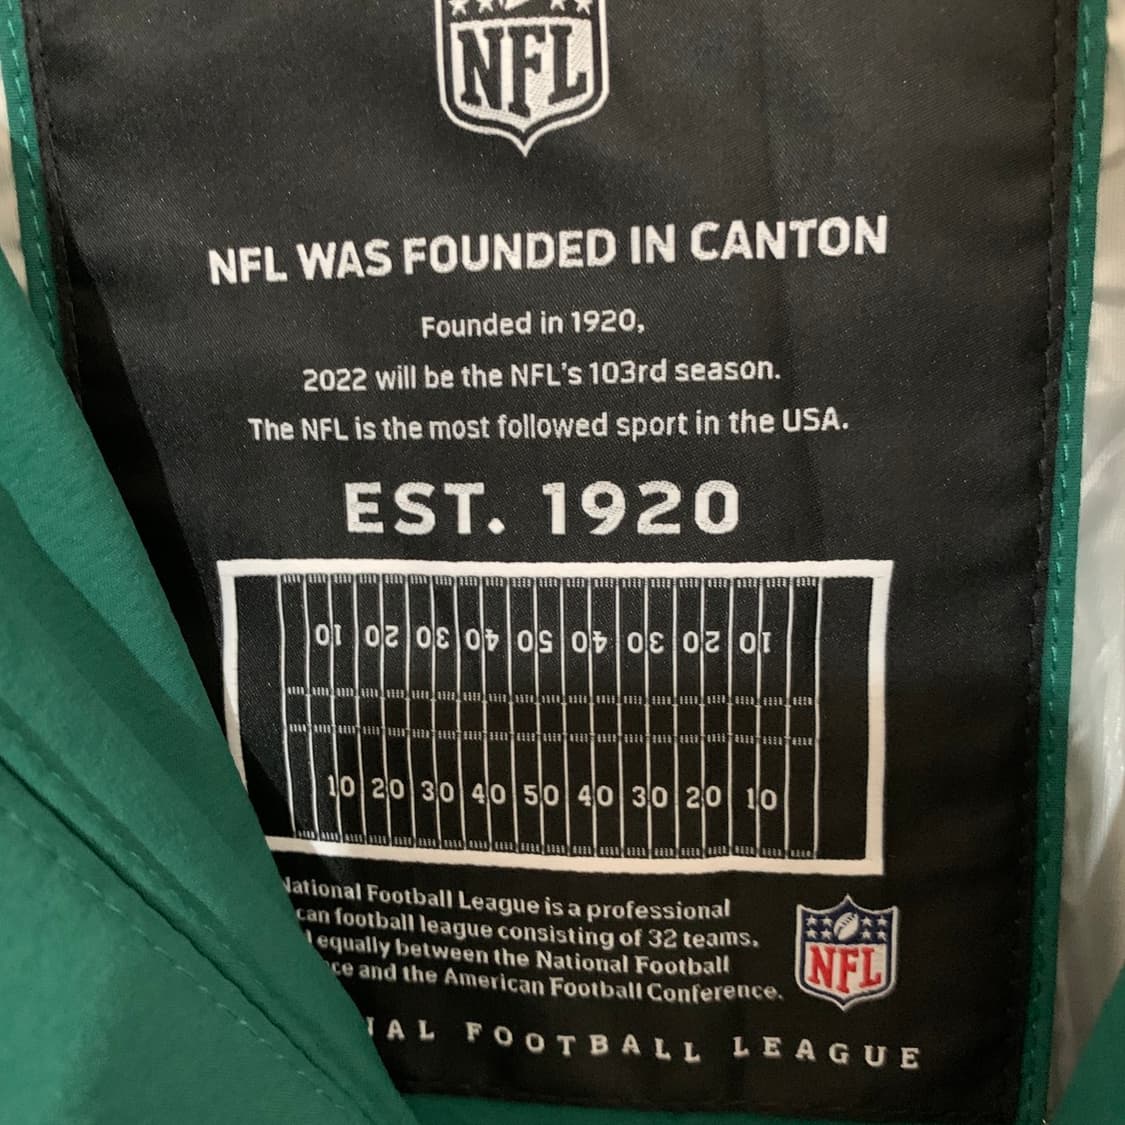 NFL
NFL WAS FOUNDED IN CANTON
Founded in 1920,
2022 will be the NFL's 103rd season.
The NFL is the most followed sport in the USA.
EST. 1920
10 20 30 40 50 40 30 20 10
10 20 30 40 50 40 30 20 10
National Football League is a professional
can football league consisting of 32 teams.
equally between the National Football
ce and the American Football Conference.
NFL
AL FOOTBALL LEAGUE